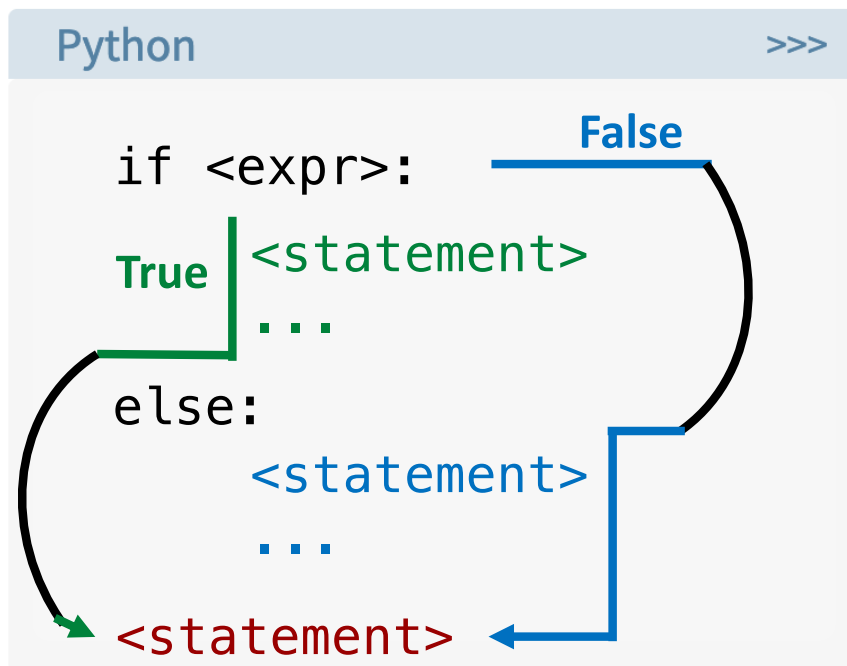 Python >>>
False
if <expr>:
<statement>
True
...
else:
<statement>
...
<statement>